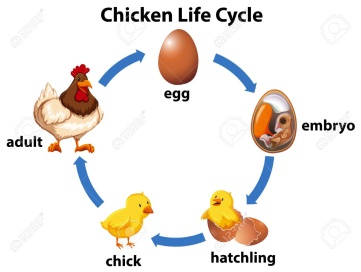 Chicken Life Cycle
egg
embryo
hatchling
chick
adult